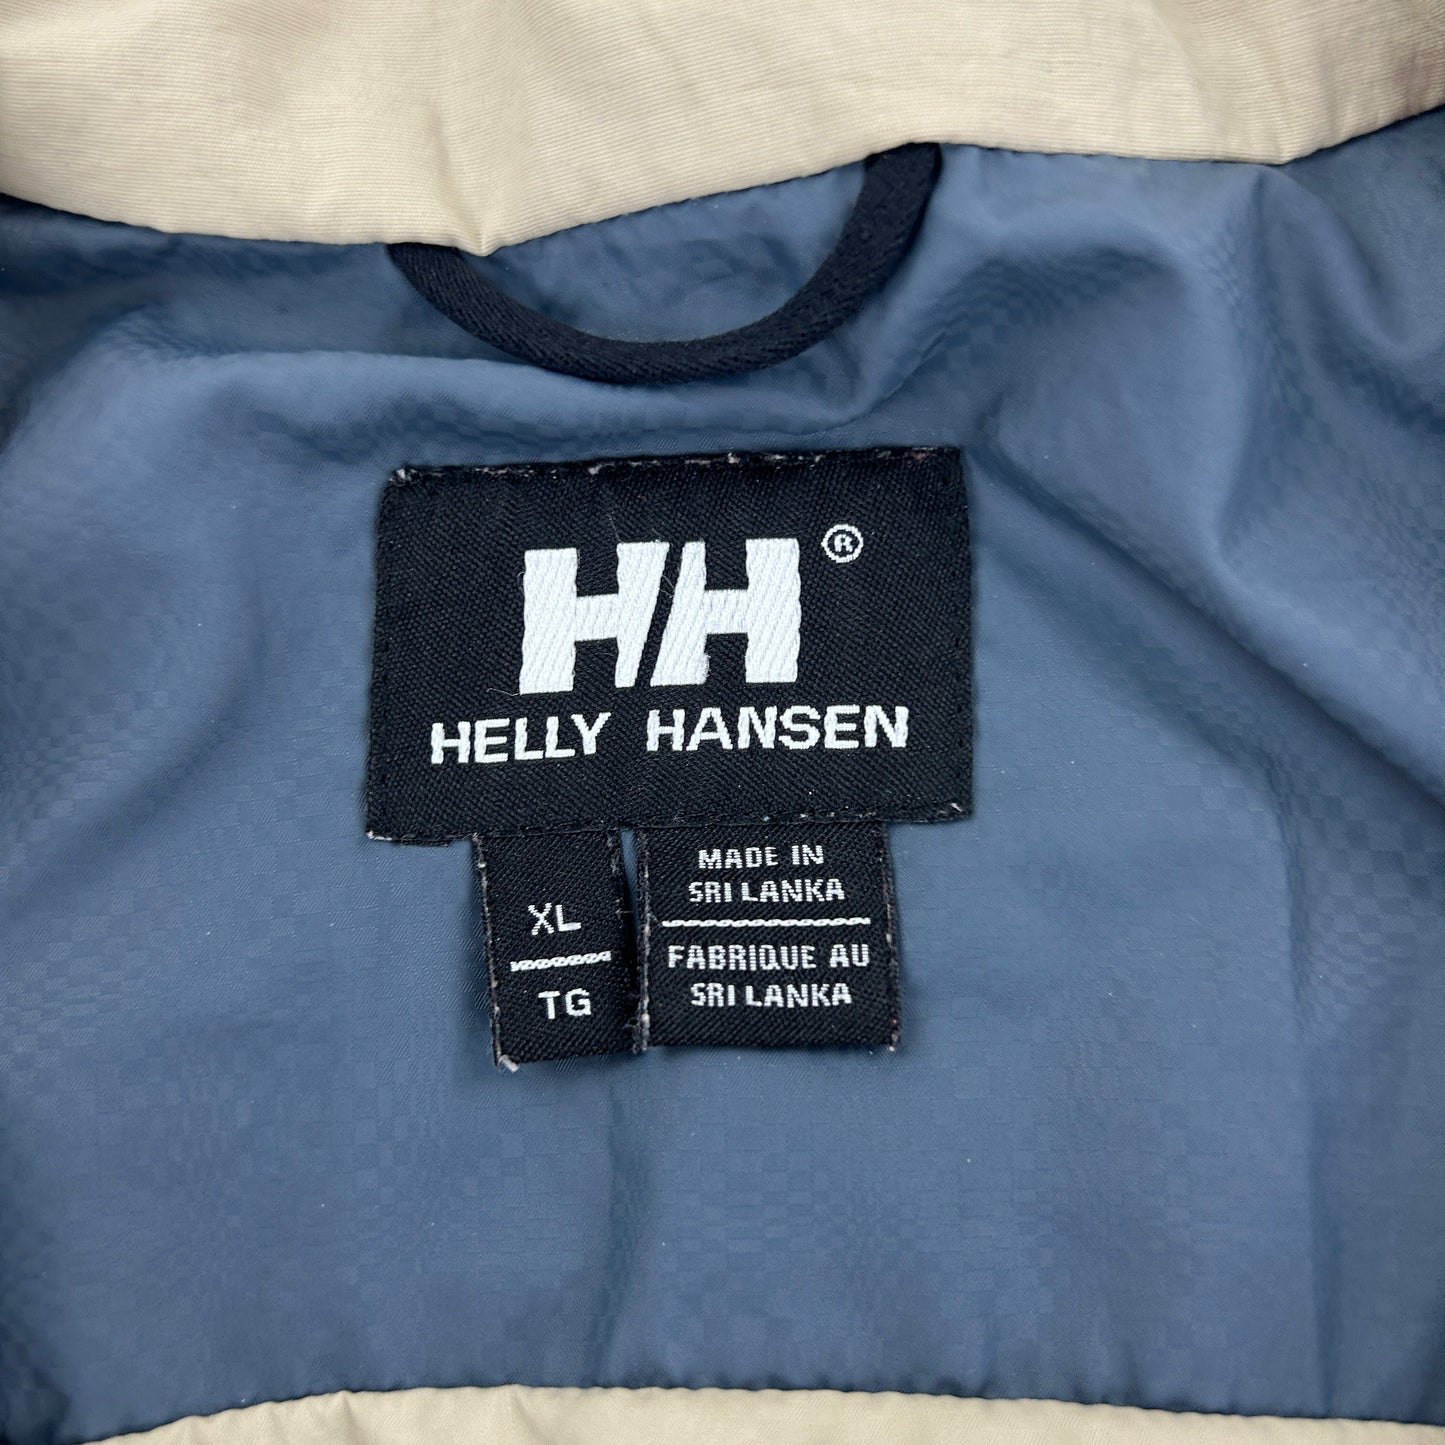 HH®
HELLY HANSEN
XL
TG
MADE IN
SRI LANKA
FABRIQUE AU
SRI LANKA